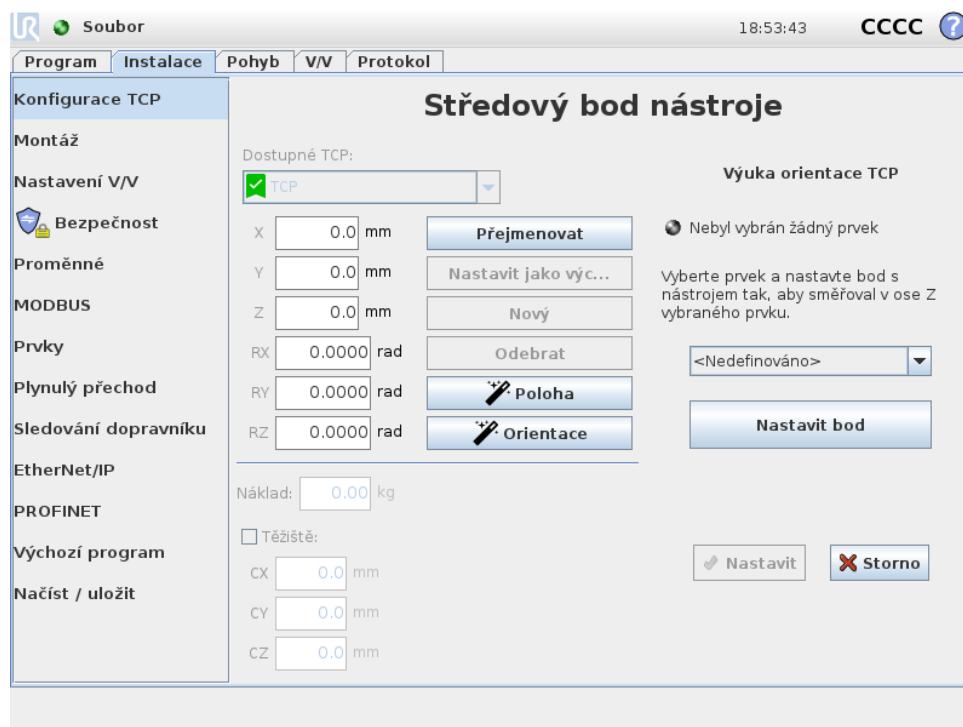 UR Soubor 18:53:43 CCCC ?
Program Instalace Pohyb V/V Protokol
Konfigurace TCP
Montáž
Nastavení V/V
Bezpečnost
Proměnné
MODBUS
Prvky
Plynulý přechod
Sledování dopravníku
EtherNet/IP
PROFINET
Výchozí program
Načíst / uložit
Středový bod nástroje
Dostupné TCP:
TCP
X 0.0 mm Přejmenovat
Y 0.0 mm Nastavit jako výc...
Z 0.0 mm Nový
RX 0.0000 rad Odebrat
RY 0.0000 rad Poloha
RZ 0.0000 rad Orientace
Náklad: 0.00 kg
Těžiště:
CX 0.0 mm
CY 0.0 mm
CZ 0.0 mm
Výuka orientace TCP
Nebyl vybrán žádný prvek
Vyberte prvek a nastavte bod s
nástrojem tak, aby směřoval v ose Z
vybraného prvku.
<Nedefinováno>
Nastavit bod
Nastavit Storno